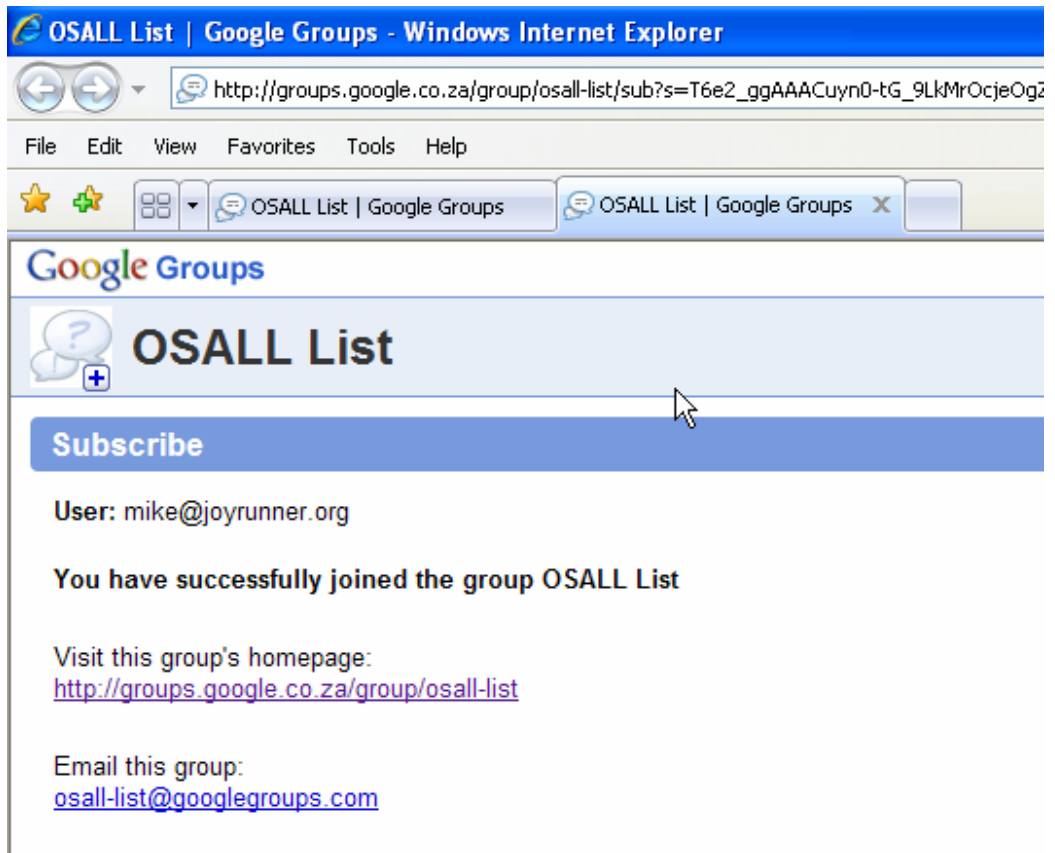 OSALL List | Google Groups - Windows Internet Explorer
http://groups.google.co.za/group/osall-list/sub?s=T6e2_ggAAACuyn0-tG_9LkMrOcjeOgZ
File Edit View Favorites Tools Help
OSALL List | Google Groups OSALL List | Google Groups X
Google Groups
OSALL List
Subscribe
User: mike@joyrunner.org
You have successfully joined the group OSALL List
Visit this group's homepage:
http://groups.google.co.za/group/osall-list
Email this group:
osall-list@googlegroups.com